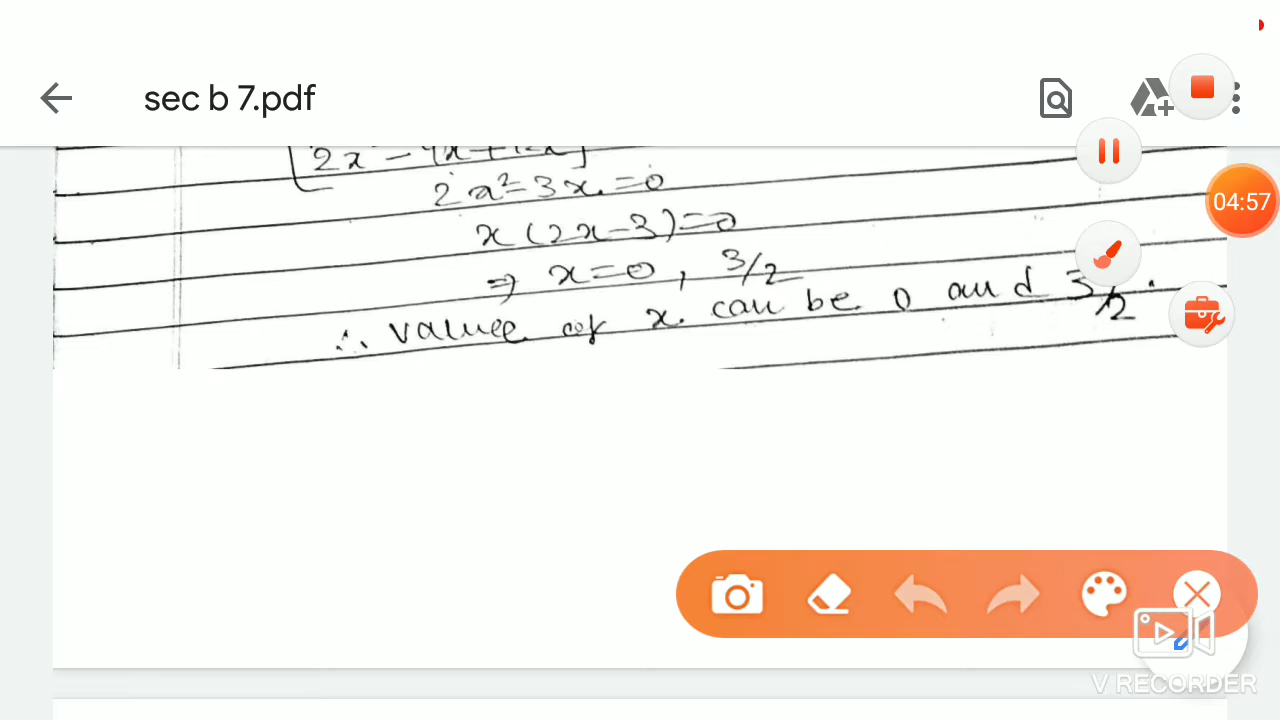 sec b 7.pdf
04:57
2x² - 3x = 0
x (2x-3)=0
⇒ x=0 , 3/2
∴ value of x can be 0 and 3/2 .
V RECORDER